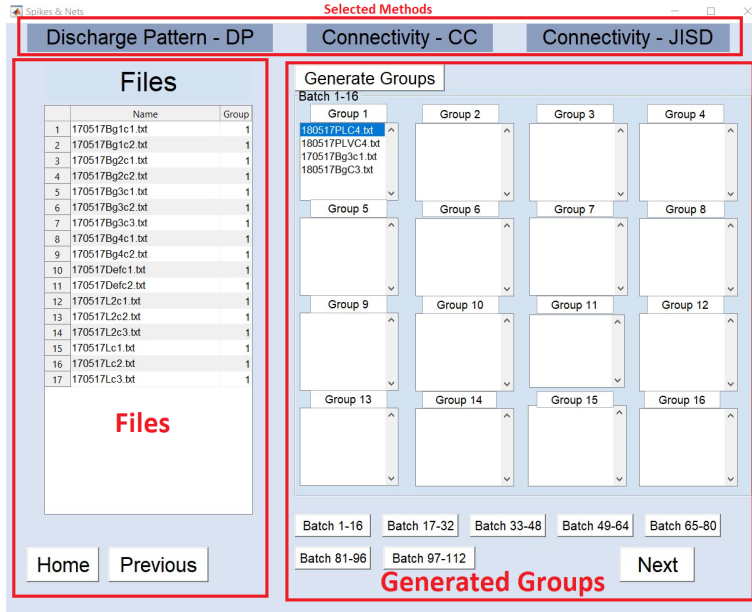 Spikes & Nets
Selected Methods
Discharge Pattern - DP
Connectivity - CC
Connectivity - JISD
Files
Name Group
1 170517Bg1c1.txt 1
2 170517Bg1c2.txt 1
3 170517Bg2c1.txt 1
4 170517Bg2c2.txt 1
5 170517Bg3c1.txt 1
6 170517Bg3c2.txt 1
7 170517Bg3c3.txt 1
8 170517Bg4c1.txt 1
9 170517Bg4c2.txt 1
10 170517Defc1.txt 1
11 170517Defc2.txt 1
12 170517L2c1.txt 1
13 170517L2c2.txt 1
14 170517L2c3.txt 1
15 170517Lc1.txt 1
16 170517Lc2.txt 1
17 170517Lc3.txt 1
Files
Home Previous
Generate Groups
Batch 1-16
Group 1 Group 2 Group 3 Group 4
180517PLC4.txt
180517PLVC4.txt
170517Bg3c1.txt
180517BgC3.txt
Group 5 Group 6 Group 7 Group 8
Group 9 Group 10 Group 11 Group 12
Group 13 Group 14 Group 15 Group 16
Batch 1-16 Batch 17-32 Batch 33-48 Batch 49-64 Batch 65-80
Batch 81-96 Batch 97-112 Next
Generated Groups